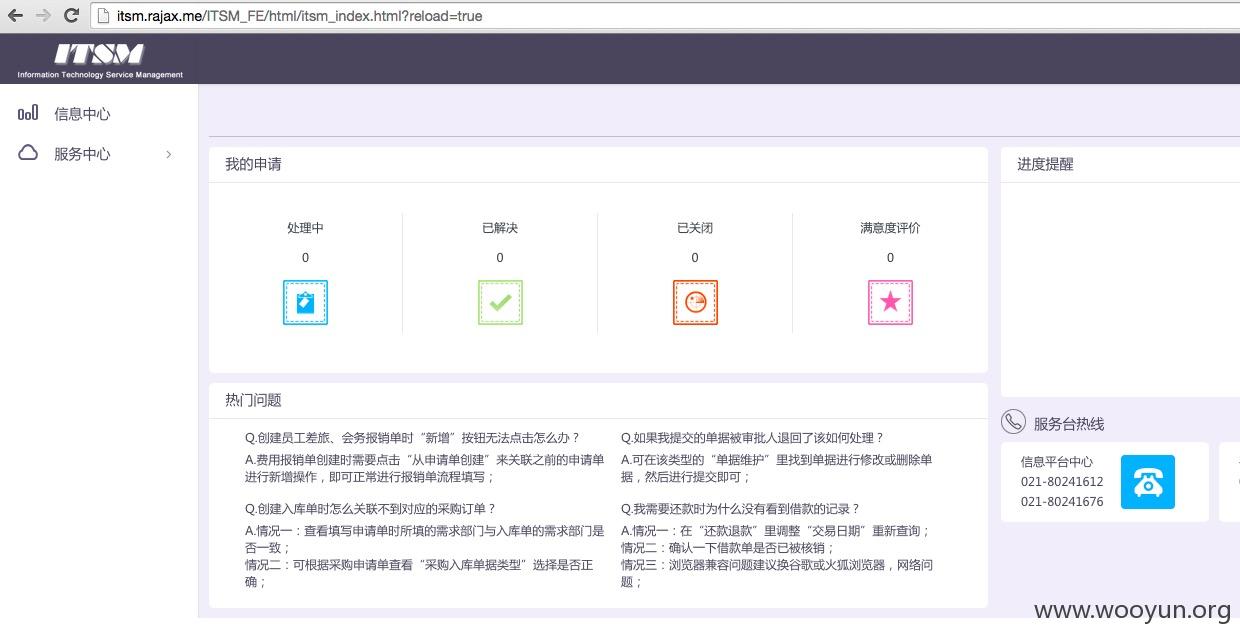 itsm.rajax.me/ITSM_FE/html/itsm_index.html?reload=true
ITSM
Information Technology Service Management
信息中心
服务中心
我的申请
处理中
已解决
已关闭
满意度评价
0
0
0
0
进度提醒
热门问题
Q.创建员工差旅、会务报销单时“新增”按钮无法点击怎么办？
A.费用报销单创建时需要点击“从申请单创建”来关联之前的申请单
进行新增操作，即可正常进行报销单流程填写；
Q.创建入库单时怎么关联不到对应的采购订单？
A.情况一：查看填写申请单时所填的需求部门与入库单的需求部门是
否一致；
情况二：可根据采购申请单查看“采购入库单据类型”选择是否正
确；
Q.如果我提交的单据被审批人退回了该如何处理？
A.可在该类型的“单据维护”里找到单据进行修改或删除单
据，然后进行提交即可；
Q.我需要还款时为什么没有看到借款的记录？
A.情况一：在“还款退款”里调整“交易日期”重新查询；
情况二：确认一下借款单是否已被核销；
情况三：浏览器兼容问题建议换谷歌或火狐浏览器，网络问
题；
服务台热线
信息平台中心
021-80241612
021-80241676
www.wooyun.org